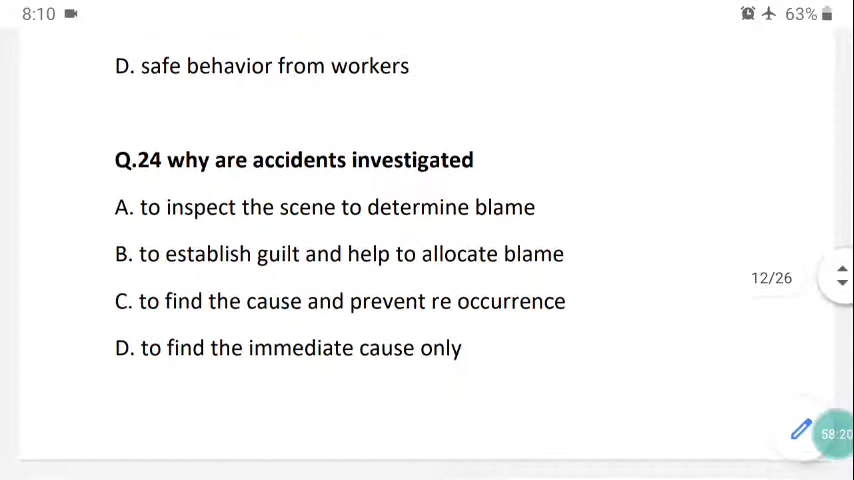 8:10 63%
D. safe behavior from workers
Q.24 why are accidents investigated
A. to inspect the scene to determine blame
B. to establish guilt and help to allocate blame
12/26
C. to find the cause and prevent re occurrence
D. to find the immediate cause only
58:20